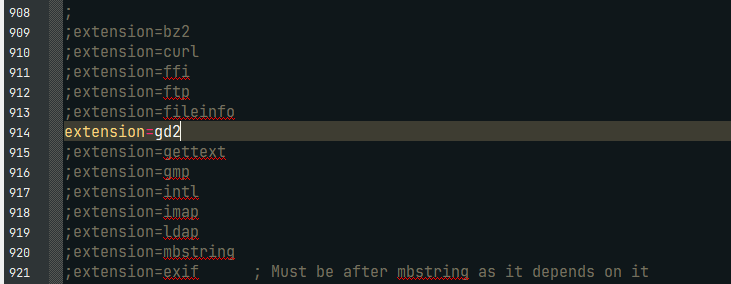 908 ;
909 ;extension=bz2
910 ;extension=curl
911 ;extension=ffi
912 ;extension=ftp
913 ;extension=fileinfo
914 extension=gd2
915 ;extension=gettext
916 ;extension=gmp
917 ;extension=intl
918 ;extension=imap
919 ;extension=ldap
920 ;extension=mbstring
921 ;extension=exif      ; Must be after mbstring as it depends on it